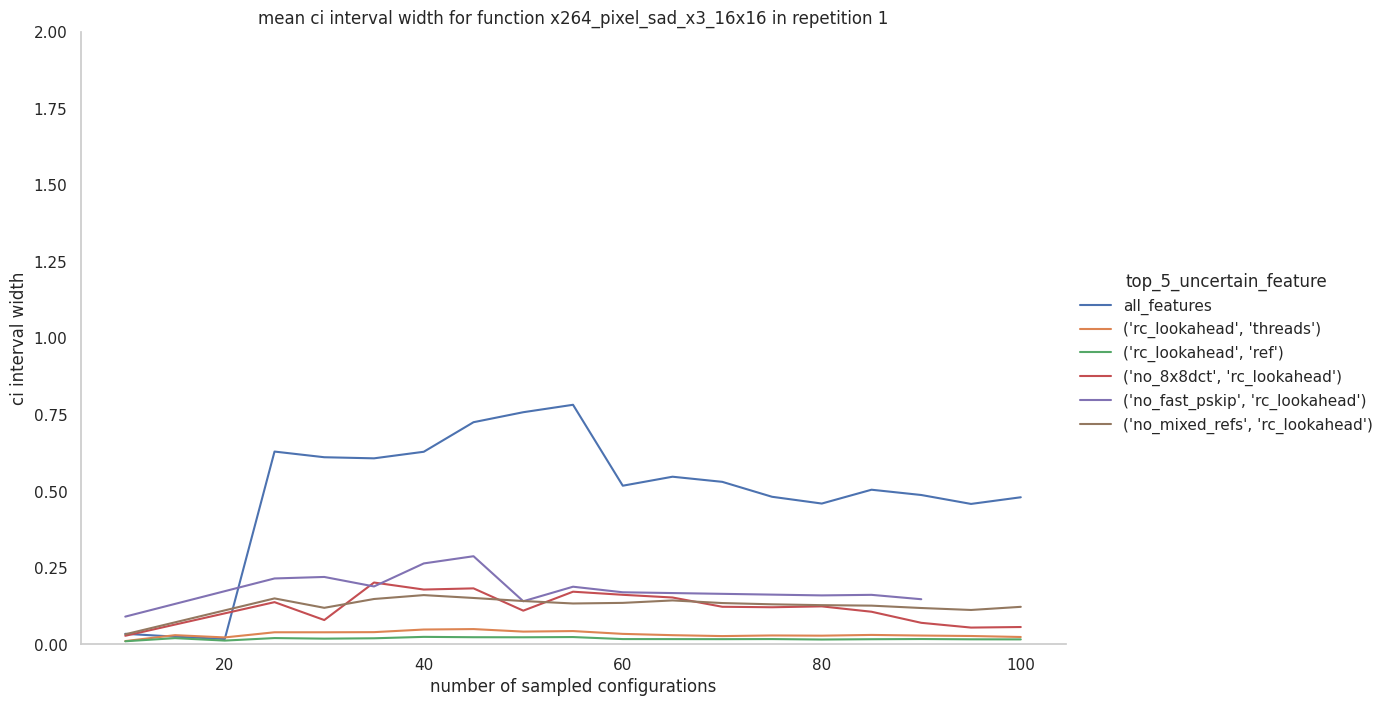 mean ci interval width for function x264_pixel_sad_x3_16x16 in repetition 1
2.00
1.75
1.50
1.25
1.00
0.75
0.50
0.25
0.00
ci interval width
20
40
60
80
100
number of sampled configurations
top_5_uncertain_feature
all_features
('rc_lookahead', 'threads')
('rc_lookahead', 'ref')
('no_8x8dct', 'rc_lookahead')
('no_fast_pskip', 'rc_lookahead')
('no_mixed_refs', 'rc_lookahead')